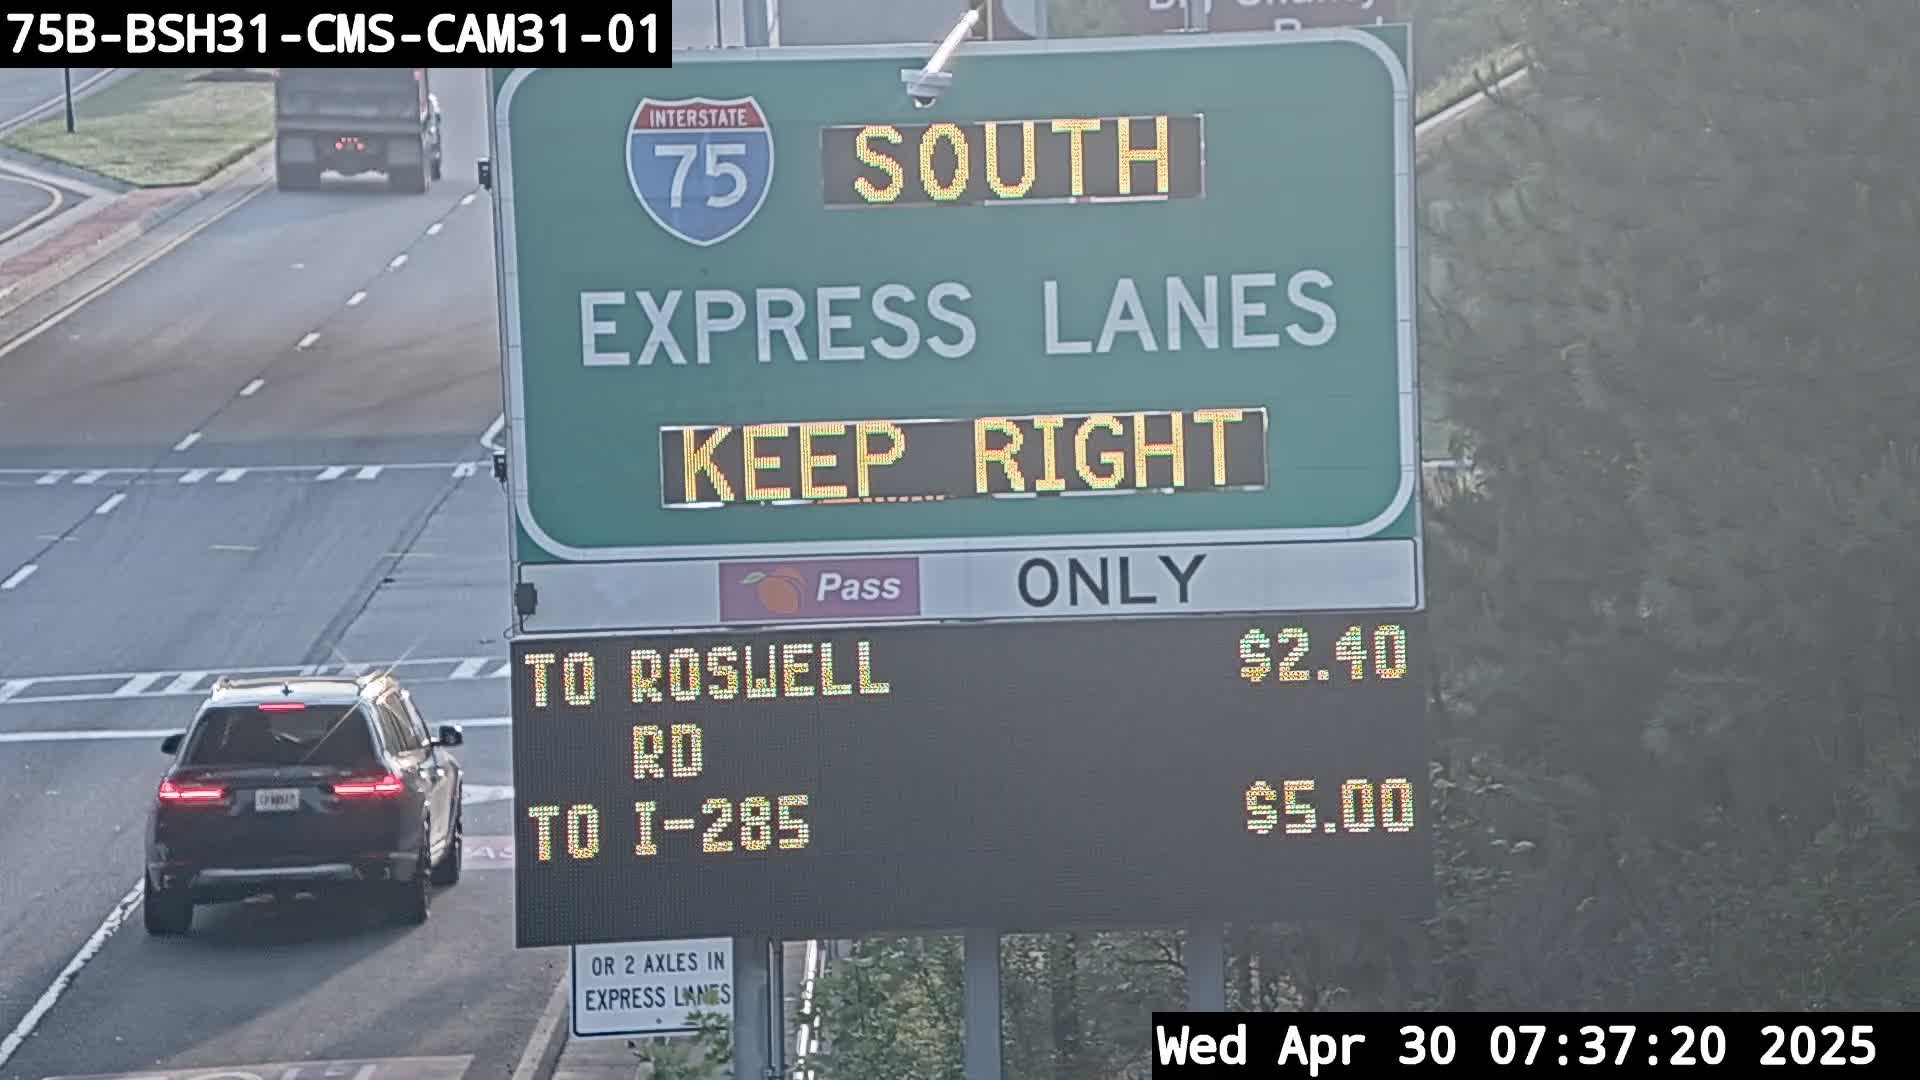 75B-BSH31-CMS-CAM31-01
INTERSTATE
75
SOUTH
EXPRESS LANES
KEEP RIGHT
Pass ONLY
TO ROSWELL $2.40
RD
TO I-285 $5.00
OR 2 AXLES IN
EXPRESS LANES
Wed Apr 30 07:37:20 2025